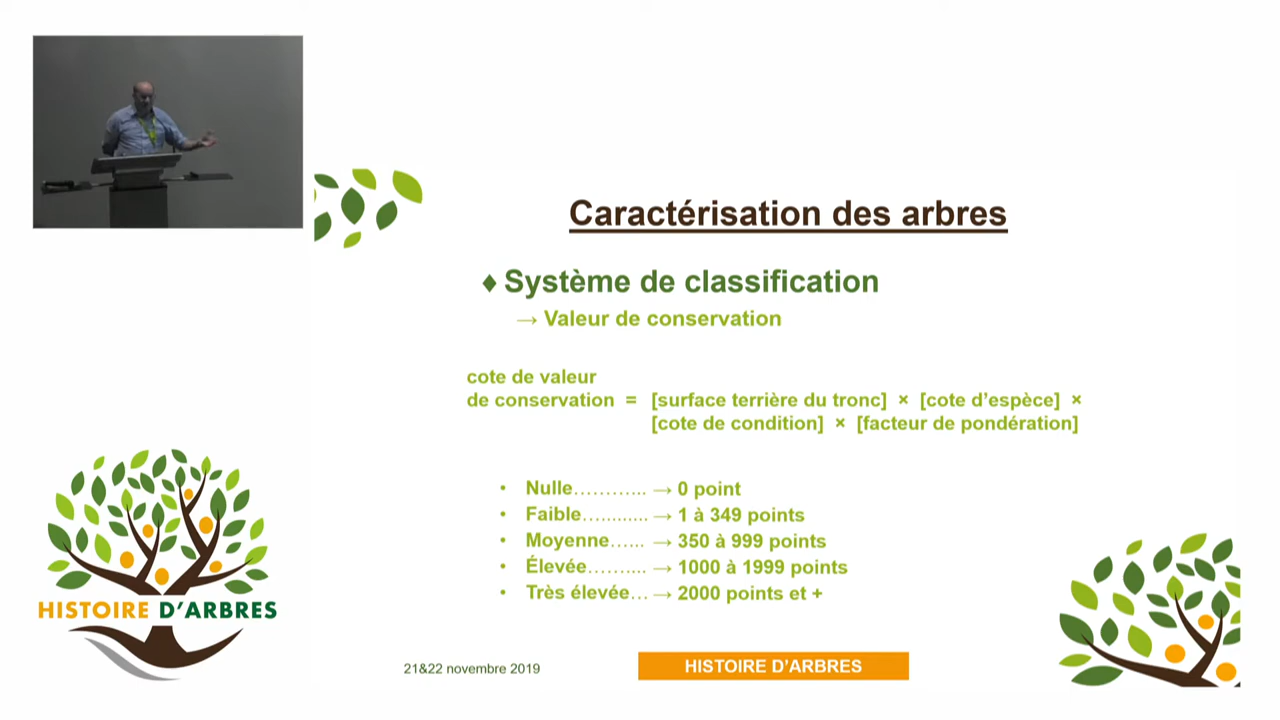 Caractérisation des arbres
♦ Système de classification
→ Valeur de conservation
cote de valeur
de conservation = [surface terrière du tronc] × [cote d'espèce] ×
[cote de condition] × [facteur de pondération]
• Nulle……….. → 0 point
• Faible…........ → 1 à 349 points
• Moyenne…... → 350 à 999 points
• Élevée…….... → 1000 à 1999 points
• Très élevée… → 2000 points et +
HISTOIRE D'ARBRES
21&22 novembre 2019
HISTOIRE D'ARBRES